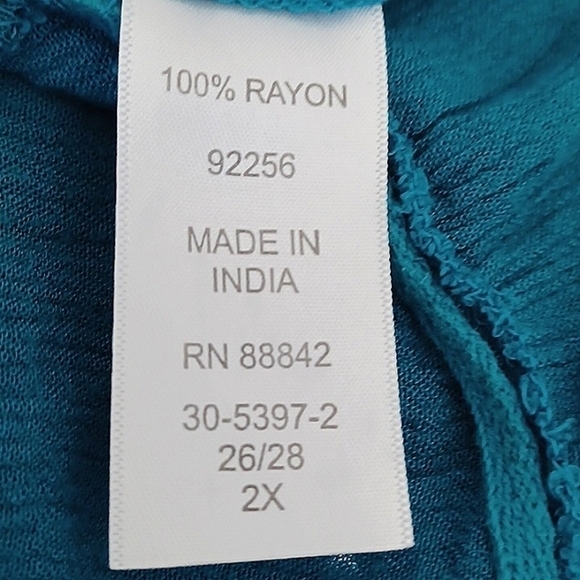 100% RAYON
92256
MADE IN
INDIA
RN 88842
30-5397-2
26/28
2X